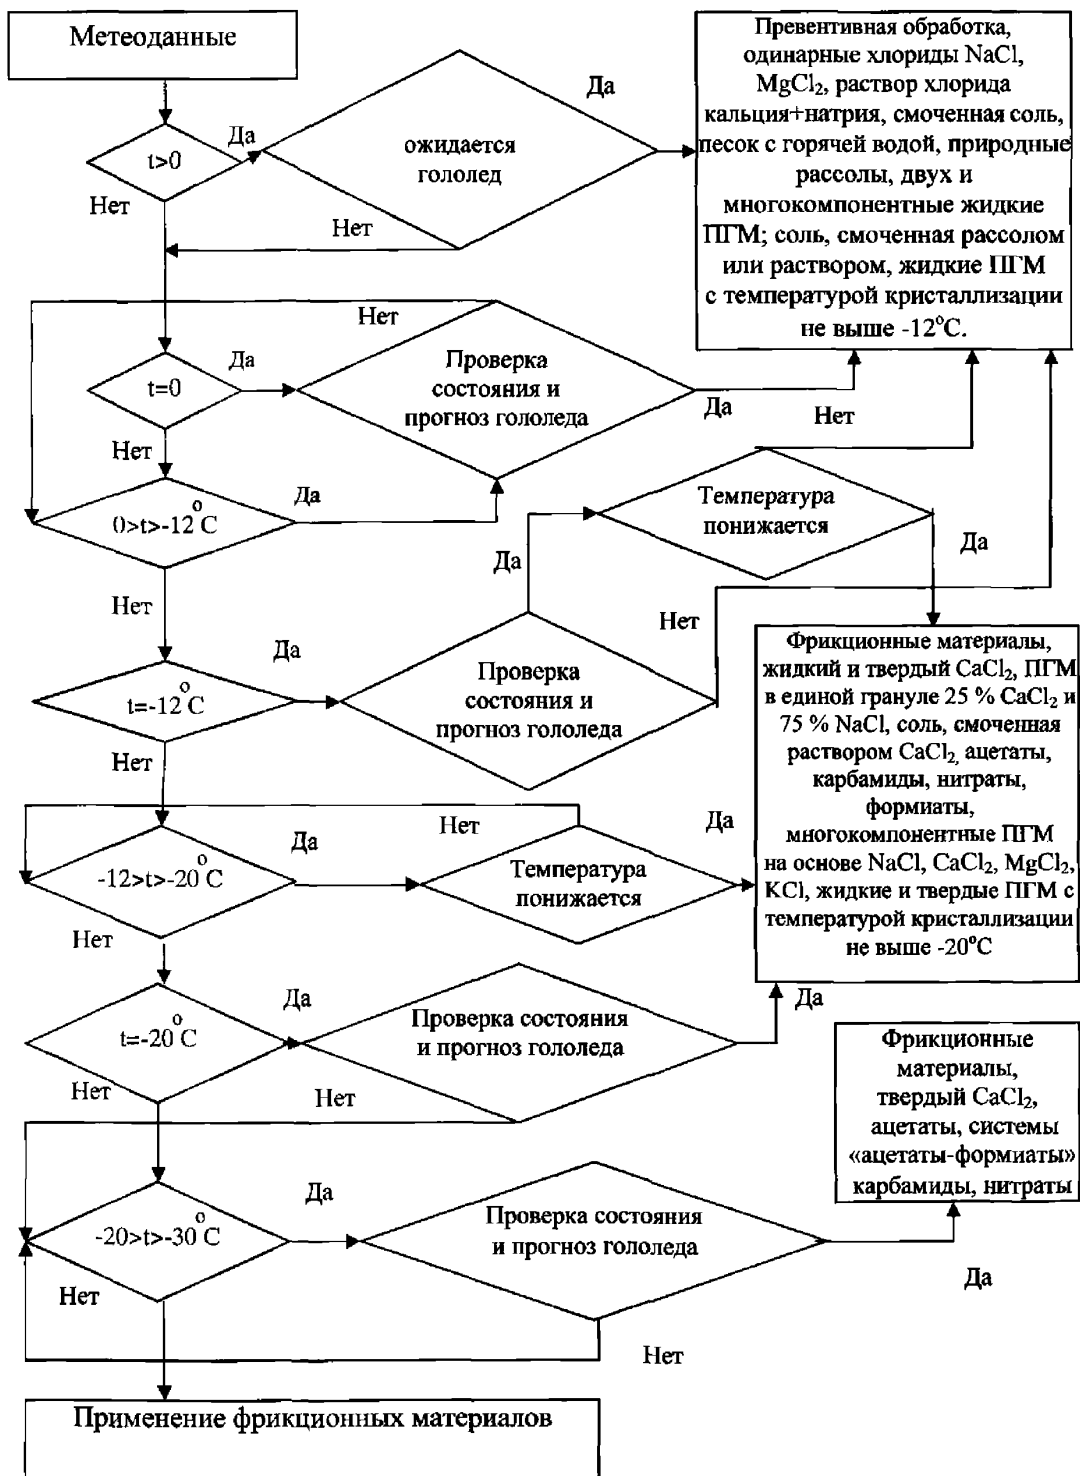 Метеоданные
Превентивная обработка,
одинарные хлориды NaCl,
MgCl₂, раствор хлорида
кальция+натрия, смоченная соль,
песок с горячей водой, природные
рассолы, двух и
многокомпонентные жидкие
ПГМ; соль, смоченная рассолом
или раствором, жидкие ПГМ
с температурой кристаллизации
не выше -12°С.
Да
Да
t>0
ожидается
гололед
Нет
Нет
Нет
Да
t=0
Проверка
состояния и
прогноз гололеда
Да
Нет
Нет
Да
0>t>-12°С
Температура
понижается
Да
Да
Нет
Нет
Да
t=-12°С
Проверка
состояния и
прогноз гололеда
Нет
Фрикционные материалы,
жидкий и твердый CaCl₂, ПГМ
в единой грануле 25 % CaCl₂ и
75 % NaCl, соль, смоченная
раствором CaCl₂, ацетаты,
карбамиды, нитраты,
формиаты,
многокомпонентные ПГМ
на основе NaCl, CaCl₂, MgCl₂,
KCl, жидкие и твердые ПГМ с
температурой кристаллизации
не выше -20°С
Нет
Да
Да
-12>t>-20°С
Температура
понижается
Нет
Да
Да
t=-20°С
Проверка состояния
и прогноз гололеда
Нет
Нет
Фрикционные
материалы,
твердый CaCl₂,
ацетаты, системы
«ацетаты-формиаты»
карбамиды, нитраты
Да
-20>t>-30°С
Проверка состояния
и прогноз гололеда
Да
Нет
Нет
Применение фрикционных материалов